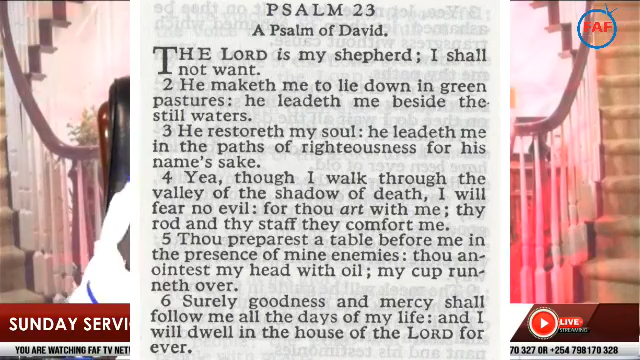 PSALM 23
A Psalm of David.
THE LORD is my shepherd; I shall
not want.
2 He maketh me to lie down in green
pastures: he leadeth me beside the
still waters.
3 He restoreth my soul: he leadeth me
in the paths of righteousness for his
name's sake.
4 Yea, though I walk through the
valley of the shadow of death, I will
fear no evil: for thou art with me; thy
rod and thy staff they comfort me.
5 Thou preparest a table before me in
the presence of mine enemies: thou an-
ointest my head with oil; my cup run-
neth over.
6 Surely goodness and mercy shall
follow me all the days of my life: and I
will dwell in the house of the LORD for
ever.
FAF
SUNDAY SERVI
LIVE
STREAMING
YOU ARE WATCHING FAF TV NET
0 327 OR +254 798 170 328